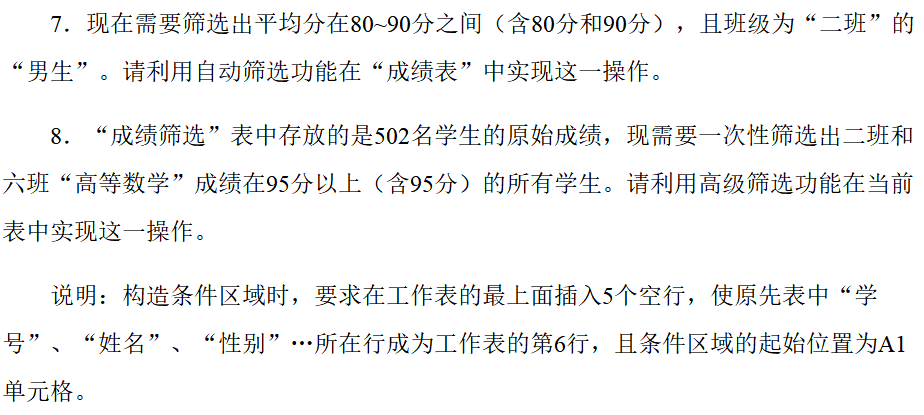 7．现在需要筛选出平均分在80~90分之间（含80分和90分），且班级为“二班”的
“男生”。请利用自动筛选功能在“成绩表”中实现这一操作。
8．“成绩筛选”表中存放的是502名学生的原始成绩，现需要一次性筛选出二班和
六班“高等数学”成绩在95分以上（含95分）的所有学生。请利用高级筛选功能在当前
表中实现这一操作。
说明：构造条件区域时，要求在工作表的最上面插入5个空行，使原先表中“学
号”、“姓名”、“性别”…所在行成为工作表的第6行，且条件区域的起始位置为A1
单元格。